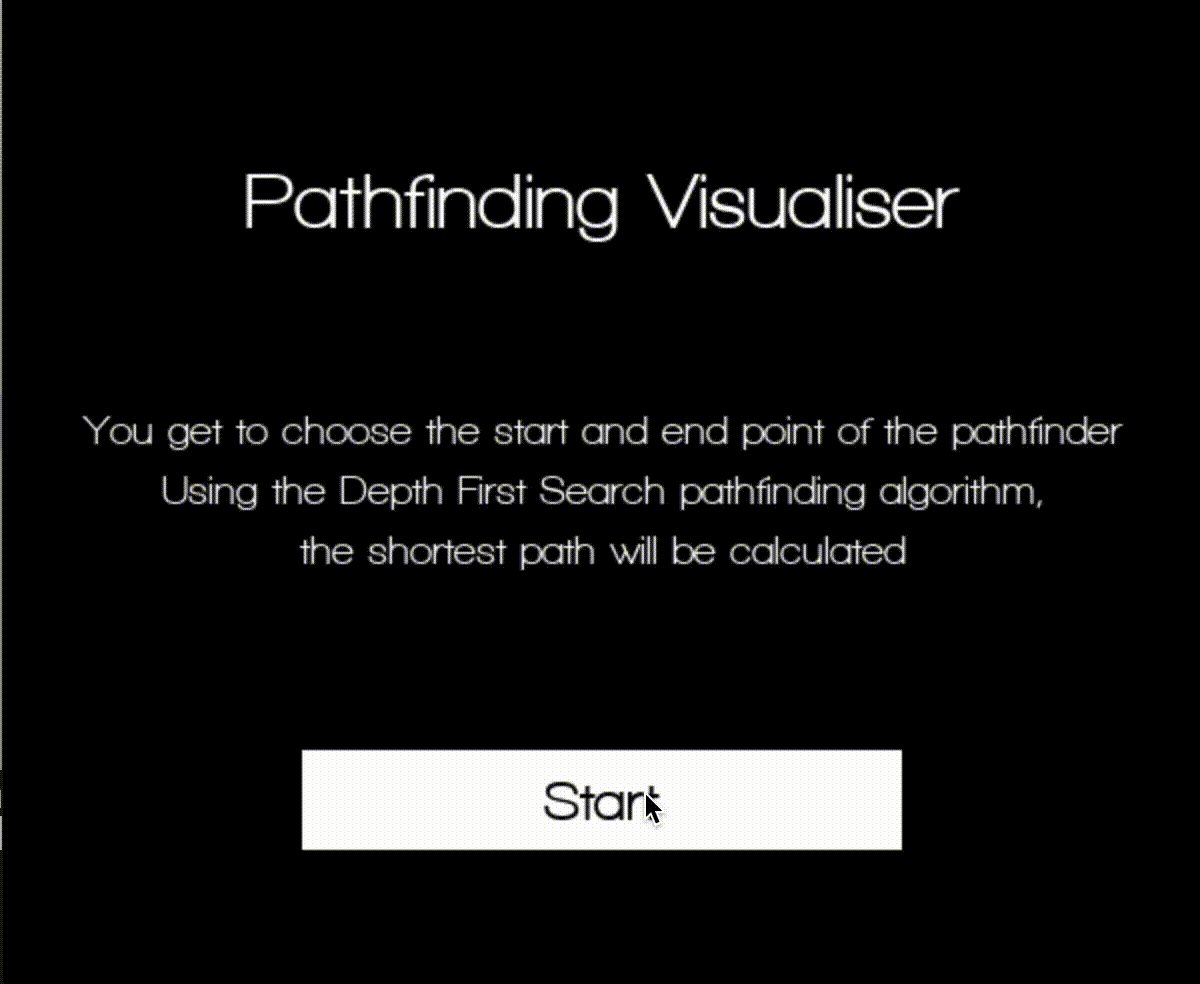 Pathfinding Visualiser
You get to choose the start and end point of the pathfinder
Using the Depth First Search pathfinding algorithm,
the shortest path will be calculated
Start